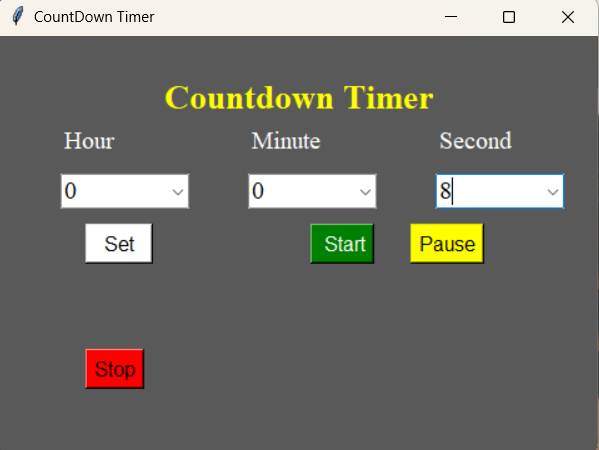 CountDown Timer
Countdown Timer
Hour Minute Second
0 0 8
Set Start Pause
Stop